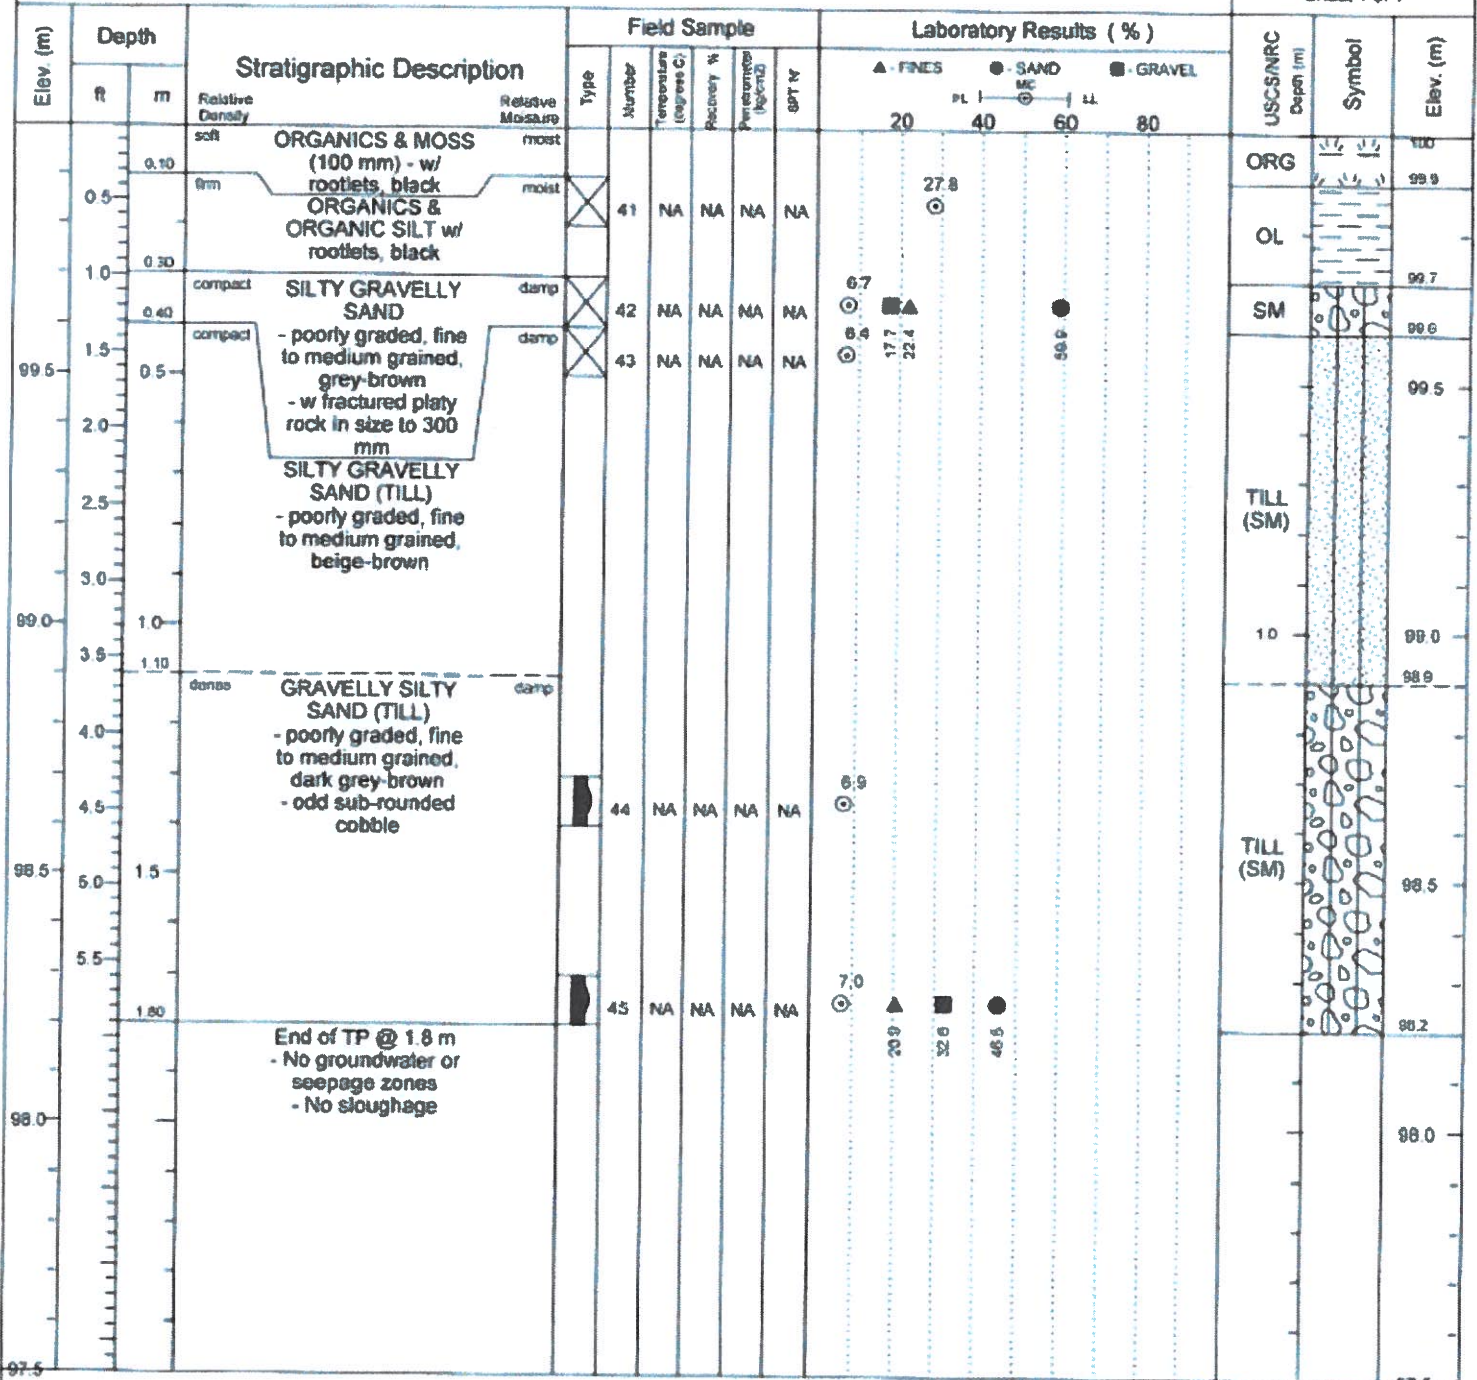 Elev. (m)
Depth
ft
m
Stratigraphic Description
Relative Density
Relative Moisture
Field Sample
Type
Number
Temperature (degrees C)
Recovery %
Penetrometer (kg/cm2)
SPT 'N'
Laboratory Results ( % )
▲ - FINES ● - SAND ■ - GRAVEL
PL MC LL
20 40 60 80
USCS/NRC
Depth (m)
Symbol
Elev. (m)
soft
ORGANICS & MOSS
moist
(100 mm) - w/
rootlets, black
0.10
ORG
100
99.9
firm
moist
ORGANICS &
ORGANIC SILT w/
rootlets, black
0.5
41 NA NA NA NA
27.8
OL
0.30
1.0
99.7
compact
SILTY GRAVELLY
damp
SAND
- poorly graded, fine
to medium grained,
grey-brown
- w fractured platy
rock in size to 300
mm
42 NA NA NA NA
6.7
17.7
22.4
SM
0.40
99.6
compact
damp
SILTY GRAVELLY
SAND (TILL)
- poorly graded, fine
to medium grained,
beige-brown
1.5
43 NA NA NA NA
6.4
99.5
0.5
99.5
2.0
2.5
TILL
(SM)
3.0
99.0
1.0
1.0
99.0
3.5
1.10
98.9
dense
GRAVELLY SILTY
damp
SAND (TILL)
- poorly graded, fine
to medium grained,
dark grey-brown
- odd sub-rounded
cobble
4.0
4.5
44 NA NA NA NA
6.9
TILL
(SM)
98.5
5.0
1.5
98.5
5.5
45 NA NA NA NA
7.0
20.9
32.6
46.5
1.80
98.2
End of TP @ 1.8 m
- No groundwater or
seepage zones
- No sloughage
98.0
98.0
97.5